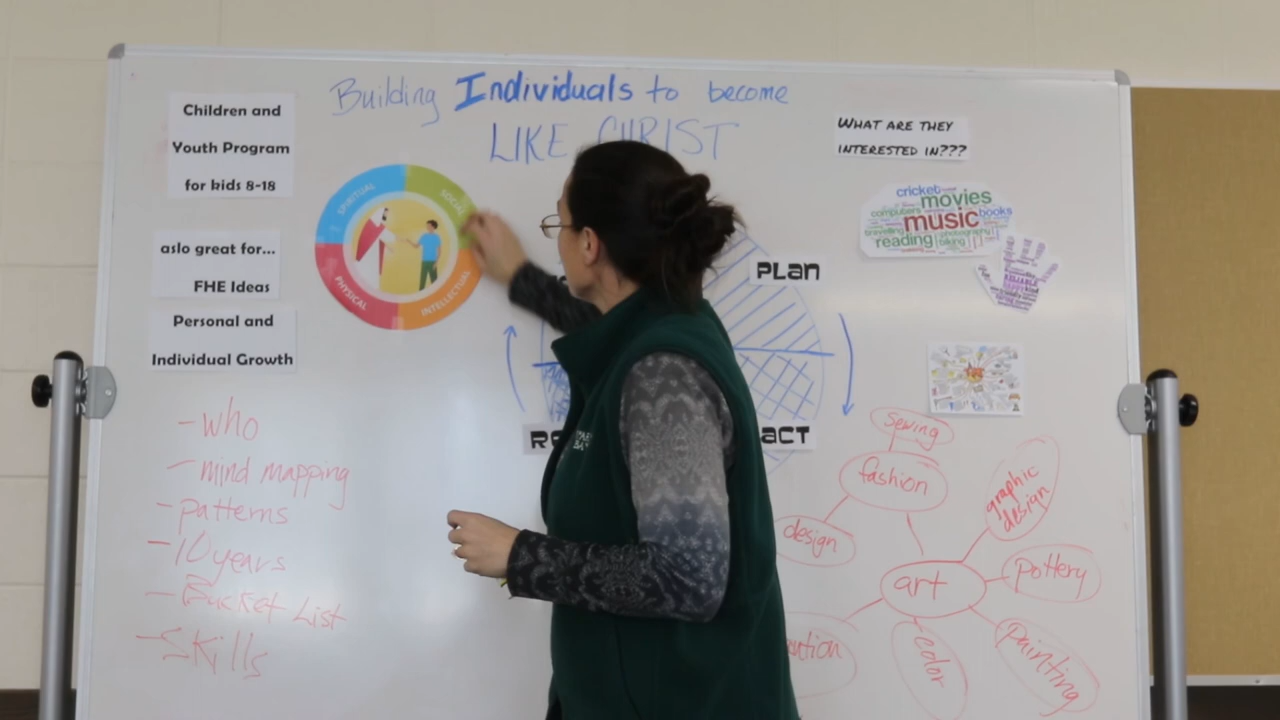 Building Individuals to become
LIKE CHRIST
Children and
Youth Program
for kids 8-18
aslo great for...
FHE Ideas
Personal and
Individual Growth
- who
- mind mapping
- patterns
- 10 years
- Bucket List
- Skills
SPIRITUAL
SOCIAL
PHYSICAL
INTELLECTUAL
PLAN
ACT
WHAT ARE THEY
INTERESTED IN???
cricket
movies
computers
music
books
travelling
photography
reading
talking
sewing
fashion
graphic
design
design
art
pottery
color
painting